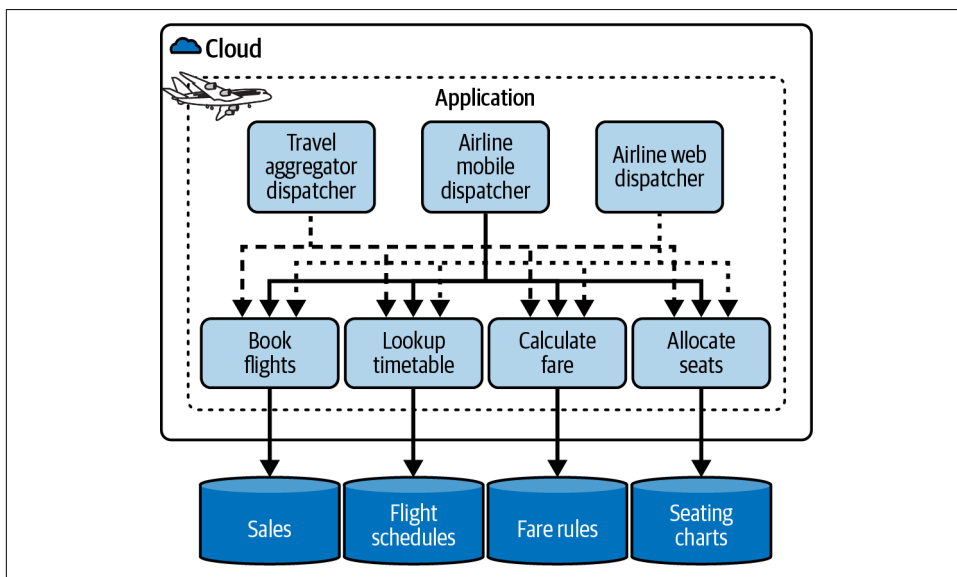 Cloud
Application
Travel
aggregator
dispatcher
Airline
mobile
dispatcher
Airline web
dispatcher
Book
flights
Lookup
timetable
Calculate
fare
Allocate
seats
Sales
Flight
schedules
Fare rules
Seating
charts